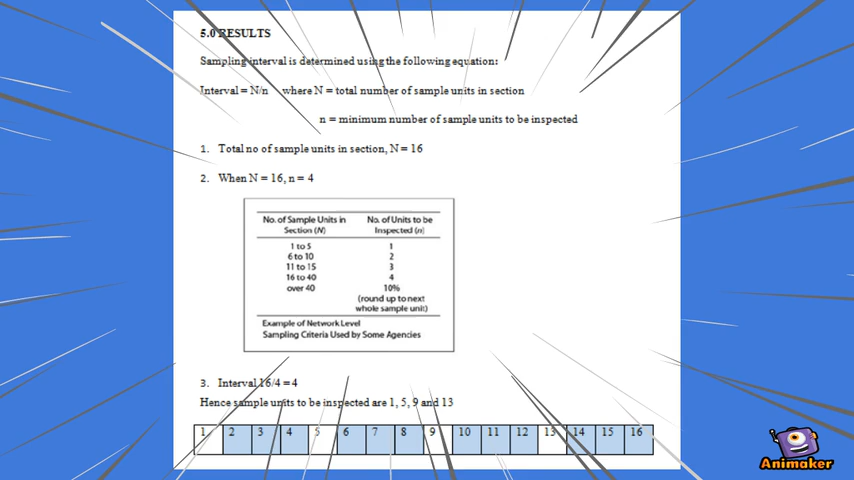 5.0 RESULTS
Sampling interval is determined using the following equation:
Interval = N/n where N = total number of sample units in section
n = minimum number of sample units to be inspected
1. Total no of sample units in section, N = 16
2. When N = 16, n = 4
No. of Sample Units in Section (N) No. of Units to be Inspected (n)
1 to 5 1
6 to 10 2
11 to 15 3
16 to 40 4
over 40 10%
(round up to next
whole sample unit)
Example of Network Level
Sampling Criteria Used by Some Agencies
3. Interval 16/4 = 4
Hence sample units to be inspected are 1, 5, 9 and 13
1 2 3 4 5 6 7 8 9 10 11 12 13 14 15 16
Animaker